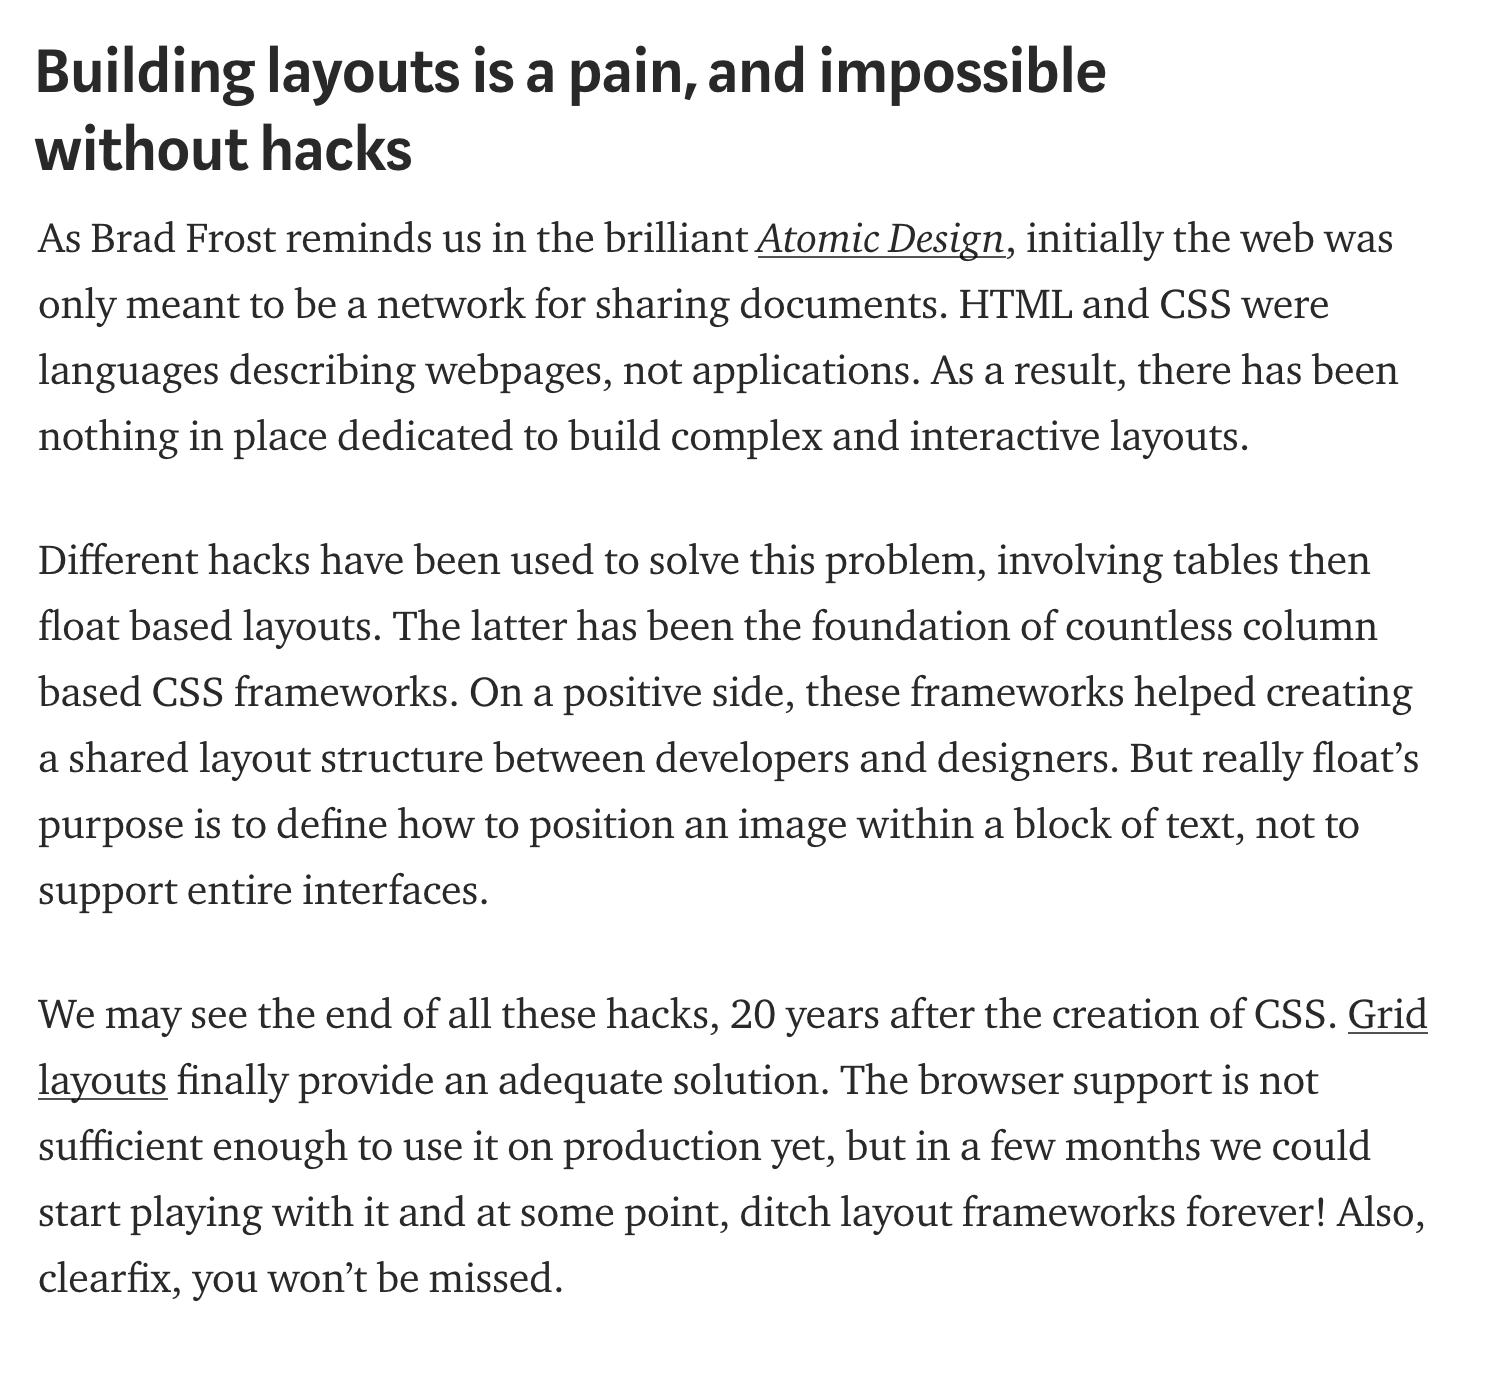 Building layouts is a pain, and impossible
without hacks
As Brad Frost reminds us in the brilliant Atomic Design, initially the web was
only meant to be a network for sharing documents. HTML and CSS were
languages describing webpages, not applications. As a result, there has been
nothing in place dedicated to build complex and interactive layouts.
Different hacks have been used to solve this problem, involving tables then
float based layouts. The latter has been the foundation of countless column
based CSS frameworks. On a positive side, these frameworks helped creating
a shared layout structure between developers and designers. But really float’s
purpose is to define how to position an image within a block of text, not to
support entire interfaces.
We may see the end of all these hacks, 20 years after the creation of CSS. Grid
layouts finally provide an adequate solution. The browser support is not
sufficient enough to use it on production yet, but in a few months we could
start playing with it and at some point, ditch layout frameworks forever! Also,
clearfix, you won’t be missed.